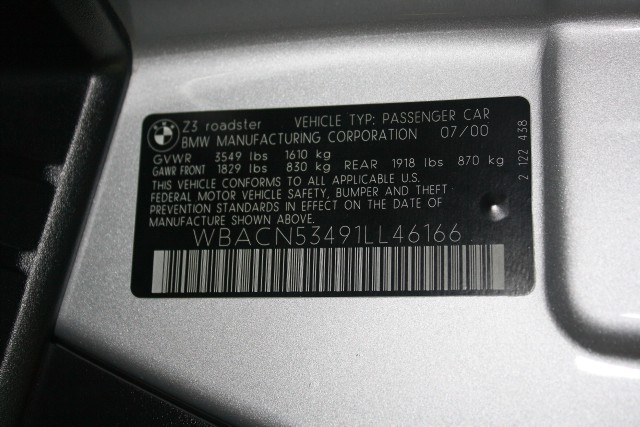 BMW
Z3 roadster VEHICLE TYP: PASSENGER CAR
BMW MANUFACTURING CORPORATION 07/00
GVWR 3549 lbs 1610 kg
GAWR FRONT 1829 lbs 830 kg REAR 1918 lbs 870 kg
THIS VEHICLE CONFORMS TO ALL APPLICABLE U.S.
FEDERAL MOTOR VEHICLE SAFETY, BUMPER AND THEFT
PREVENTION STANDARDS IN EFFECT ON THE DATE OF
MANUFACTURE SHOWN ABOVE.
WBACN53491LL46166
2 122 438